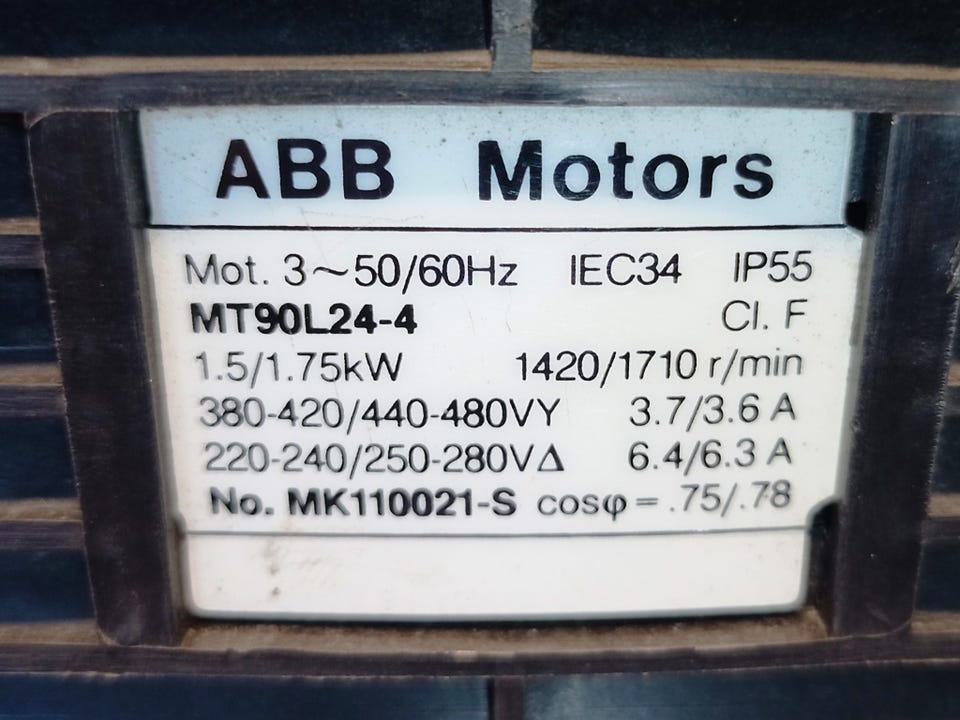 ABB Motors
Mot. 3~50/60Hz IEC34 IP55
MT90L24-4 Cl. F
1.5/1.75kW 1420/1710 r/min
380-420/440-480VY 3.7/3.6 A
220-240/250-280VΔ 6.4/6.3 A
No. MK110021-S cosφ = .75/.78